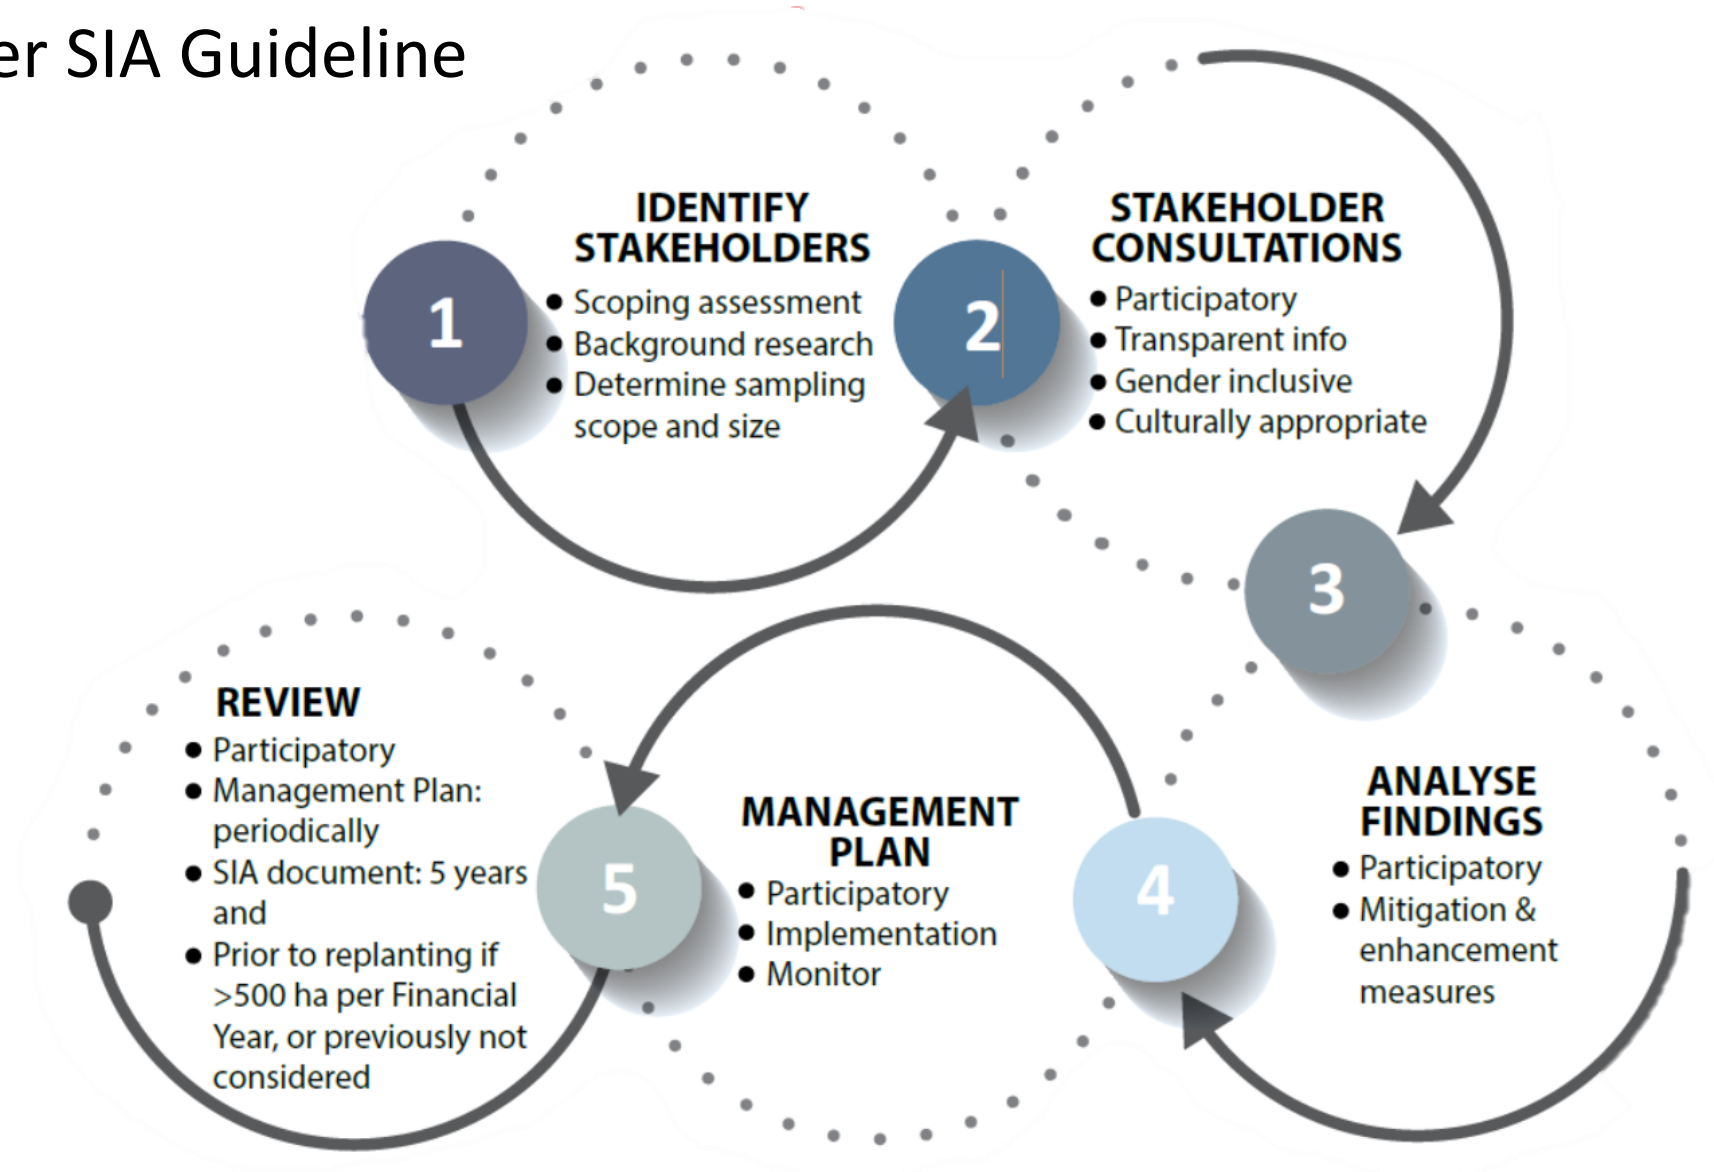 er SIA Guideline
1
IDENTIFY
STAKEHOLDERS
● Scoping assessment
● Background research
● Determine sampling
scope and size
2
STAKEHOLDER
CONSULTATIONS
● Participatory
● Transparent info
● Gender inclusive
● Culturally appropriate
3
ANALYSE
FINDINGS
● Participatory
● Mitigation &
enhancement
measures
4
MANAGEMENT
PLAN
● Participatory
● Implementation
● Monitor
5
REVIEW
● Participatory
● Management Plan:
periodically
● SIA document: 5 years
and
● Prior to replanting if
>500 ha per Financial
Year, or previously not
considered